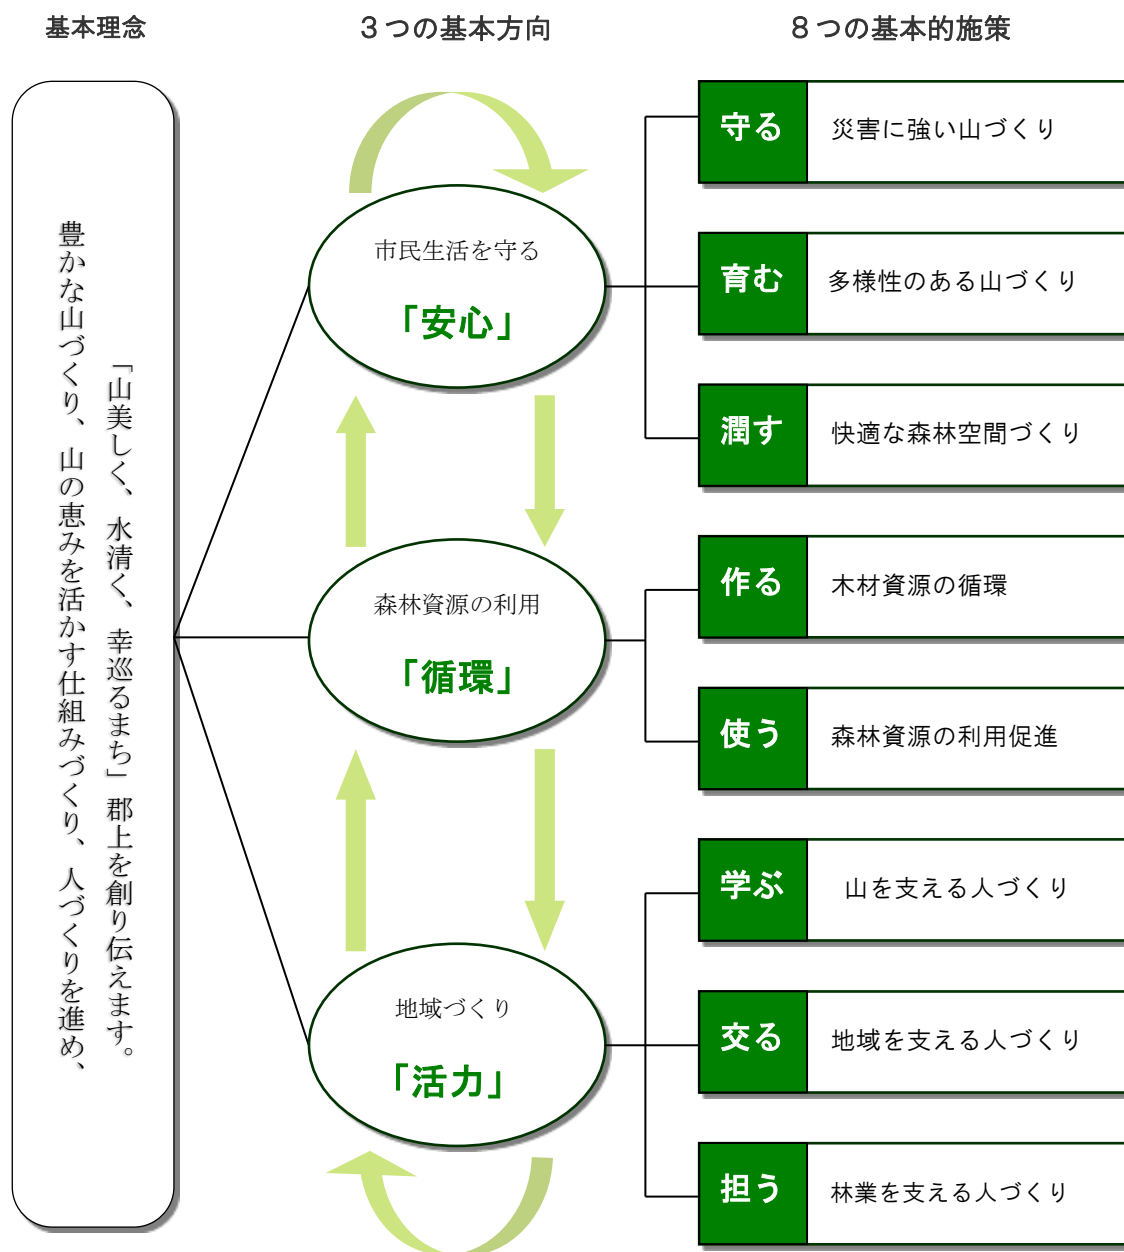 基本理念
3つの基本方向
8つの基本的施策
豊かな山づくり、山の恵みを活かす仕組みづくり、人づくりを進め、
「山美しく、水清く、幸巡るまち」郡上を創り伝えます。
市民生活を守る
「安心」
守る
災害に強い山づくり
育む
多様性のある山づくり
潤す
快適な森林空間づくり
森林資源の利用
「循環」
作る
木材資源の循環
使う
森林資源の利用促進
地域づくり
「活力」
学ぶ
山を支える人づくり
交る
地域を支える人づくり
担う
林業を支える人づくり